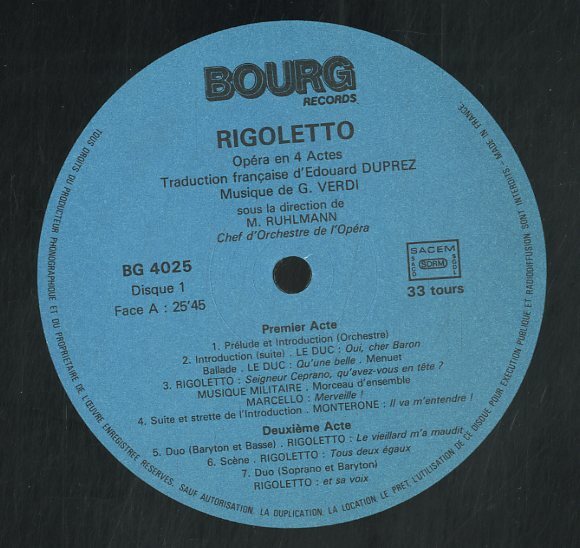 BOURG
RECORDS
RIGOLETTO
Opéra en 4 Actes
Traduction française d'Edouard DUPREZ
Musique de G. VERDI
sous la direction de
M. RUHLMANN
Chef d'Orchestre de l'Opéra
BG 4025
Disque 1
Face A : 25'45
SACEM
SACD
SDRM
SGDL
33 tours
Premier Acte
1. Prélude et Introduction (Orchestre)
2. Introduction (suite) . LE DUC : Oui, cher Baron
Ballade . LE DUC : Qu'une belle . Menuet
3. RIGOLETTO : Seigneur Ceprano, qu'avez-vous en tête ?
MUSIQUE MILITAIRE . Morceau d'ensemble
MARCELLO : Merveille !
4. Suite et strette de l'Introduction . MONTERONE : Il va m'entendre !
Deuxième Acte
5. Duo (Baryton et Basse) . RIGOLETTO : Le vieillard m'a maudit
6. Scène . RIGOLETTO : Tous deux égaux
7. Duo (Soprano et Baryton)
RIGOLETTO : et sa voix
TOUS DROITS DU PRODUCTEUR PHONOGRAPHIQUE ET DU PROPRIETAIRE DE L'ŒUVRE ENREGISTREE RESERVES. SAUF AUTORISATION, LA DUPLICATION, LA LOCATION, LE PRET, L'UTILISATION DE CE DISQUE POUR EXECUTION PUBLIQUE ET RADIODIFFUSION SONT INTERDITS - MADE IN FRANCE